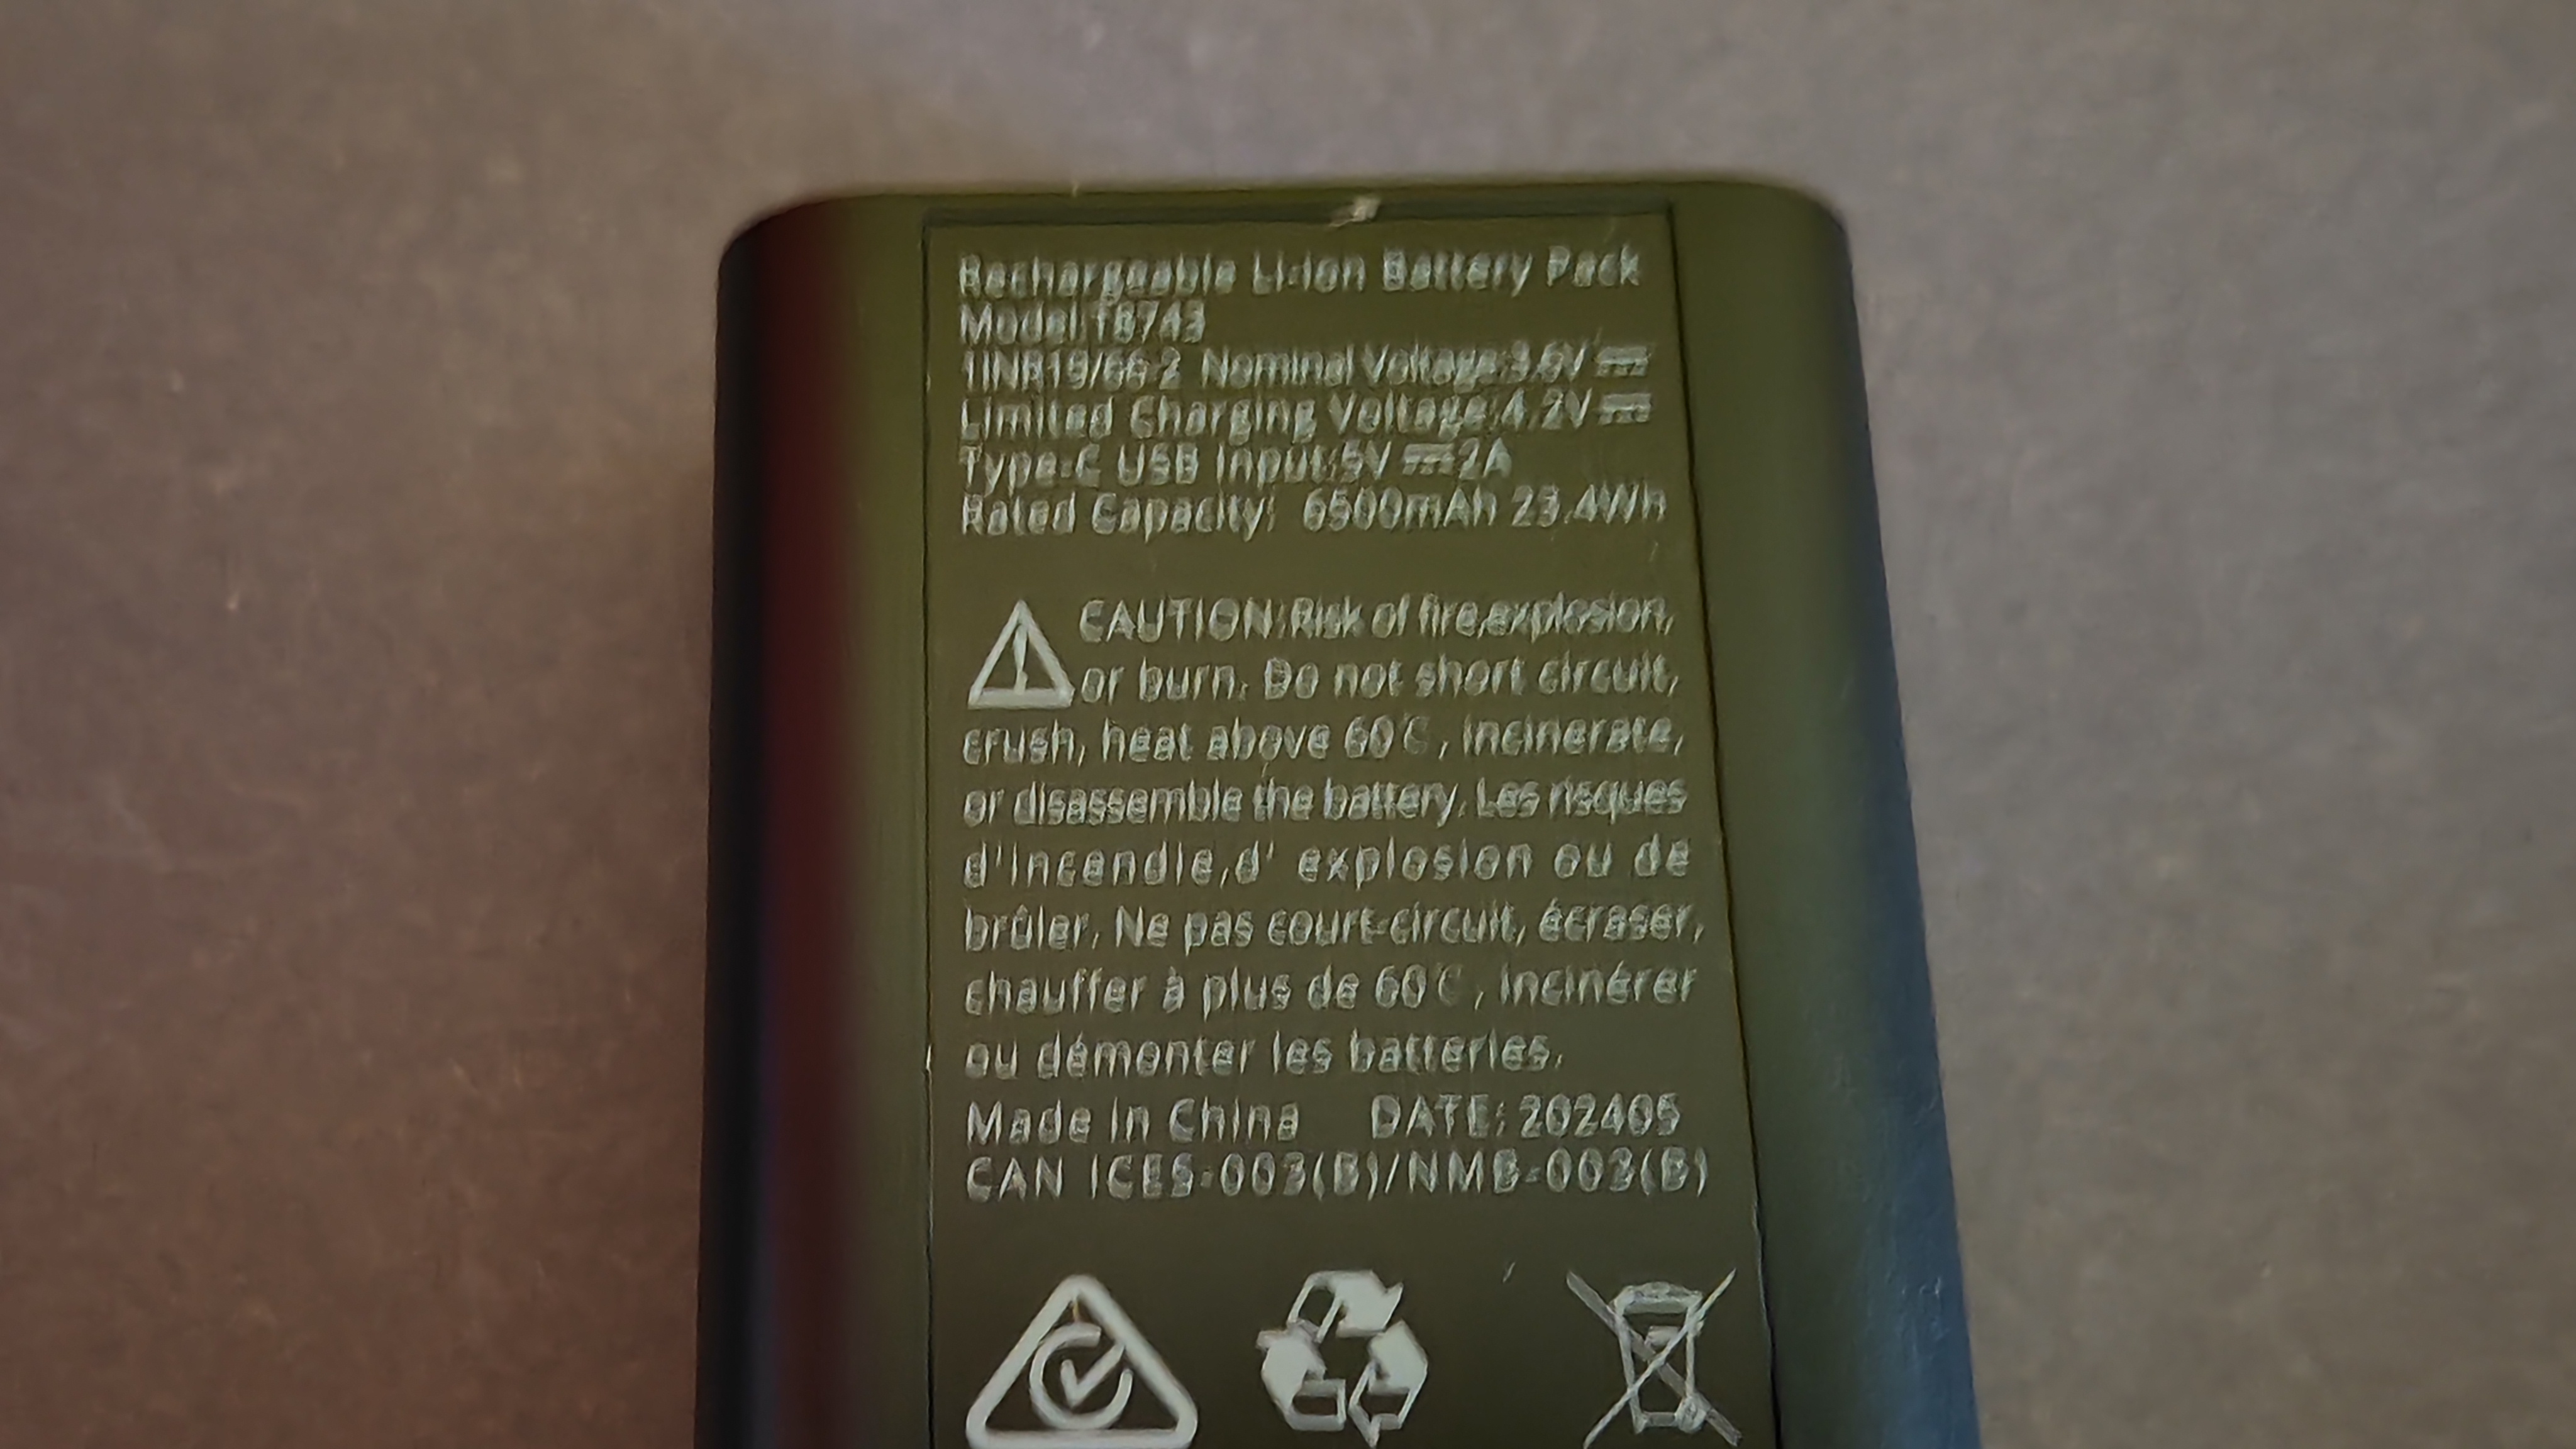 Rechargeable Li-ion Battery Pack
Model:T8743
1INR19/66-2 Nominal Voltage:3.6V
Limited Charging Voltage:4.2V
Type-C USB Input:5V 2A
Rated Capacity: 6500mAh 23.4Wh
CAUTION:Risk of fire,explosion,
or burn. Do not short circuit,
crush, heat above 60℃, incinerate,
or disassemble the battery. Les risques
d'incendie,d' explosion ou de
brûler. Ne pas court-circuit, écraser,
chauffer à plus de 60℃, incinérer
ou démonter les batteries.
Made in China DATE: 202405
CAN ICES-003(B)/NMB-003(B)